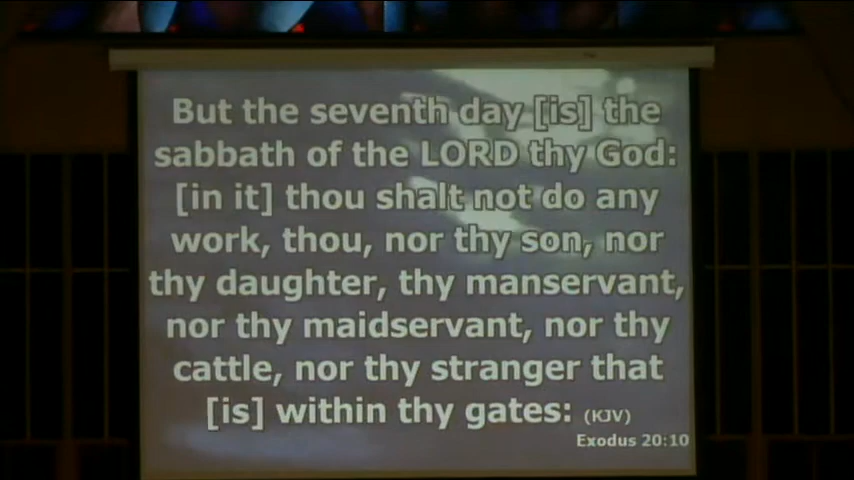 But the seventh day [is] the
sabbath of the LORD thy God:
[in it] thou shalt not do any
work, thou, nor thy son, nor
thy daughter, thy manservant,
nor thy maidservant, nor thy
cattle, nor thy stranger that
[is] within thy gates: (KJV)
Exodus 20:10